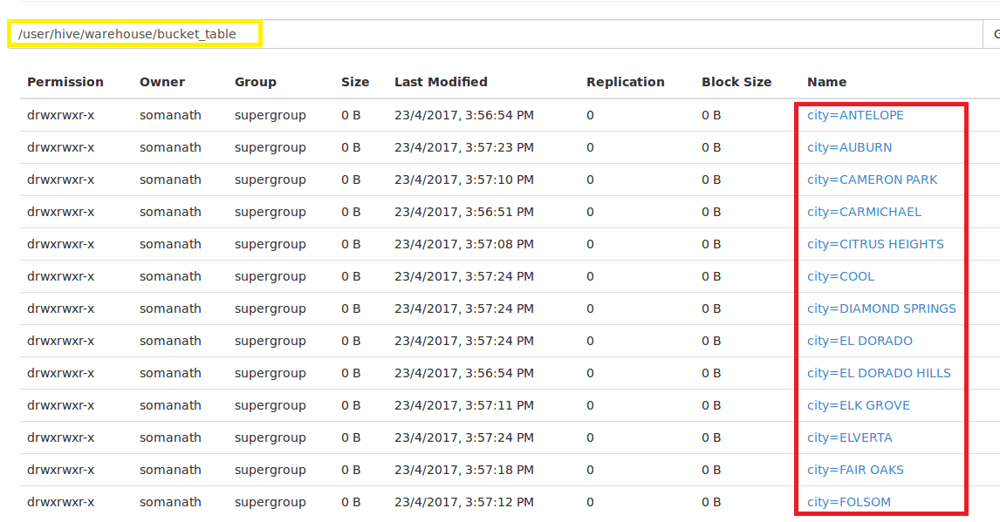 /user/hive/warehouse/bucket_table G
Permission Owner Group Size Last Modified Replication Block Size Name
drwxrwxr-x somanath supergroup 0 B 23/4/2017, 3:56:54 PM 0 0 B city=ANTELOPE
drwxrwxr-x somanath supergroup 0 B 23/4/2017, 3:57:23 PM 0 0 B city=AUBURN
drwxrwxr-x somanath supergroup 0 B 23/4/2017, 3:57:10 PM 0 0 B city=CAMERON PARK
drwxrwxr-x somanath supergroup 0 B 23/4/2017, 3:56:51 PM 0 0 B city=CARMICHAEL
drwxrwxr-x somanath supergroup 0 B 23/4/2017, 3:57:08 PM 0 0 B city=CITRUS HEIGHTS
drwxrwxr-x somanath supergroup 0 B 23/4/2017, 3:57:24 PM 0 0 B city=COOL
drwxrwxr-x somanath supergroup 0 B 23/4/2017, 3:57:24 PM 0 0 B city=DIAMOND SPRINGS
drwxrwxr-x somanath supergroup 0 B 23/4/2017, 3:57:24 PM 0 0 B city=EL DORADO
drwxrwxr-x somanath supergroup 0 B 23/4/2017, 3:56:54 PM 0 0 B city=EL DORADO HILLS
drwxrwxr-x somanath supergroup 0 B 23/4/2017, 3:57:11 PM 0 0 B city=ELK GROVE
drwxrwxr-x somanath supergroup 0 B 23/4/2017, 3:57:24 PM 0 0 B city=ELVERTA
drwxrwxr-x somanath supergroup 0 B 23/4/2017, 3:57:18 PM 0 0 B city=FAIR OAKS
drwxrwxr-x somanath supergroup 0 B 23/4/2017, 3:57:12 PM 0 0 B city=FOLSOM